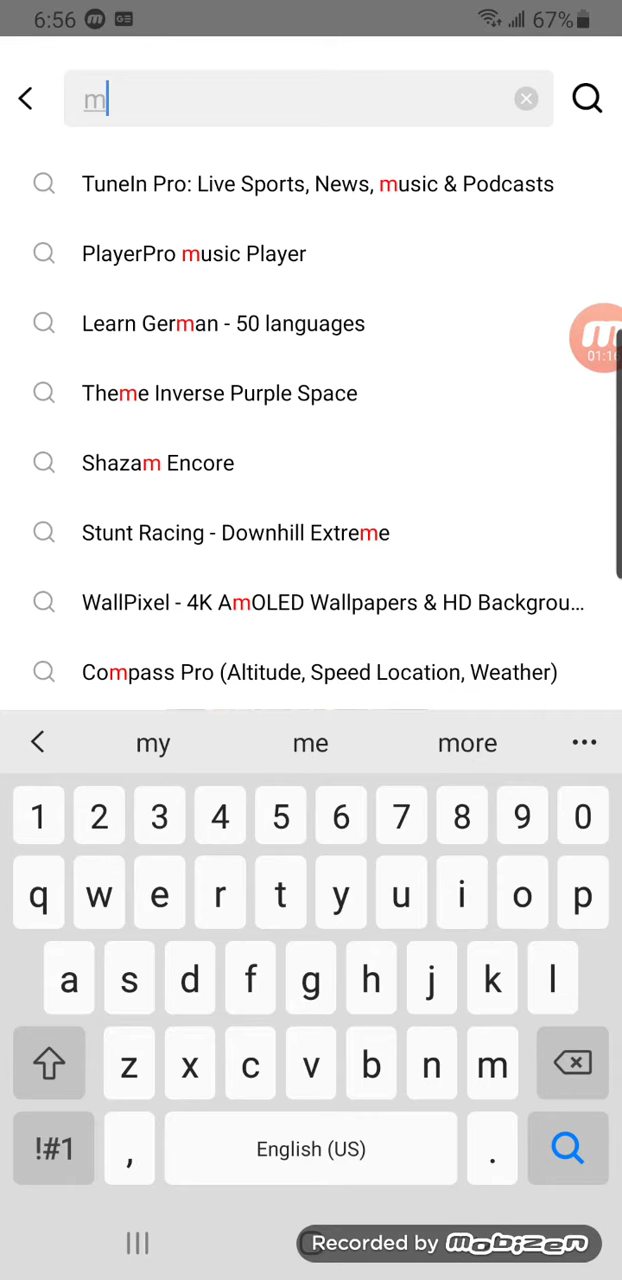 6:56 67%
m
TuneIn Pro: Live Sports, News, music & Podcasts
PlayerPro music Player
Learn German - 50 languages
01:16
Theme Inverse Purple Space
Shazam Encore
Stunt Racing - Downhill Extreme
WallPixel - 4K AmOLED Wallpapers & HD Backgrou...
Compass Pro (Altitude, Speed Location, Weather)
my me more
1 2 3 4 5 6 7 8 9 0
q w e r t y u i o p
a s d f g h j k l
z x c v b n m
!#1 , English (US) .
Recorded by mobizen